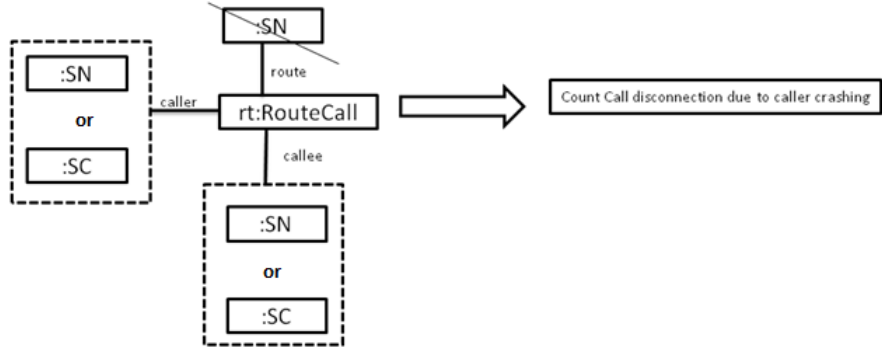 :SN
route
:SN
or
:SC
caller
rt:RouteCall
callee
:SN
or
:SC
Count Call disconnection due to caller crashing